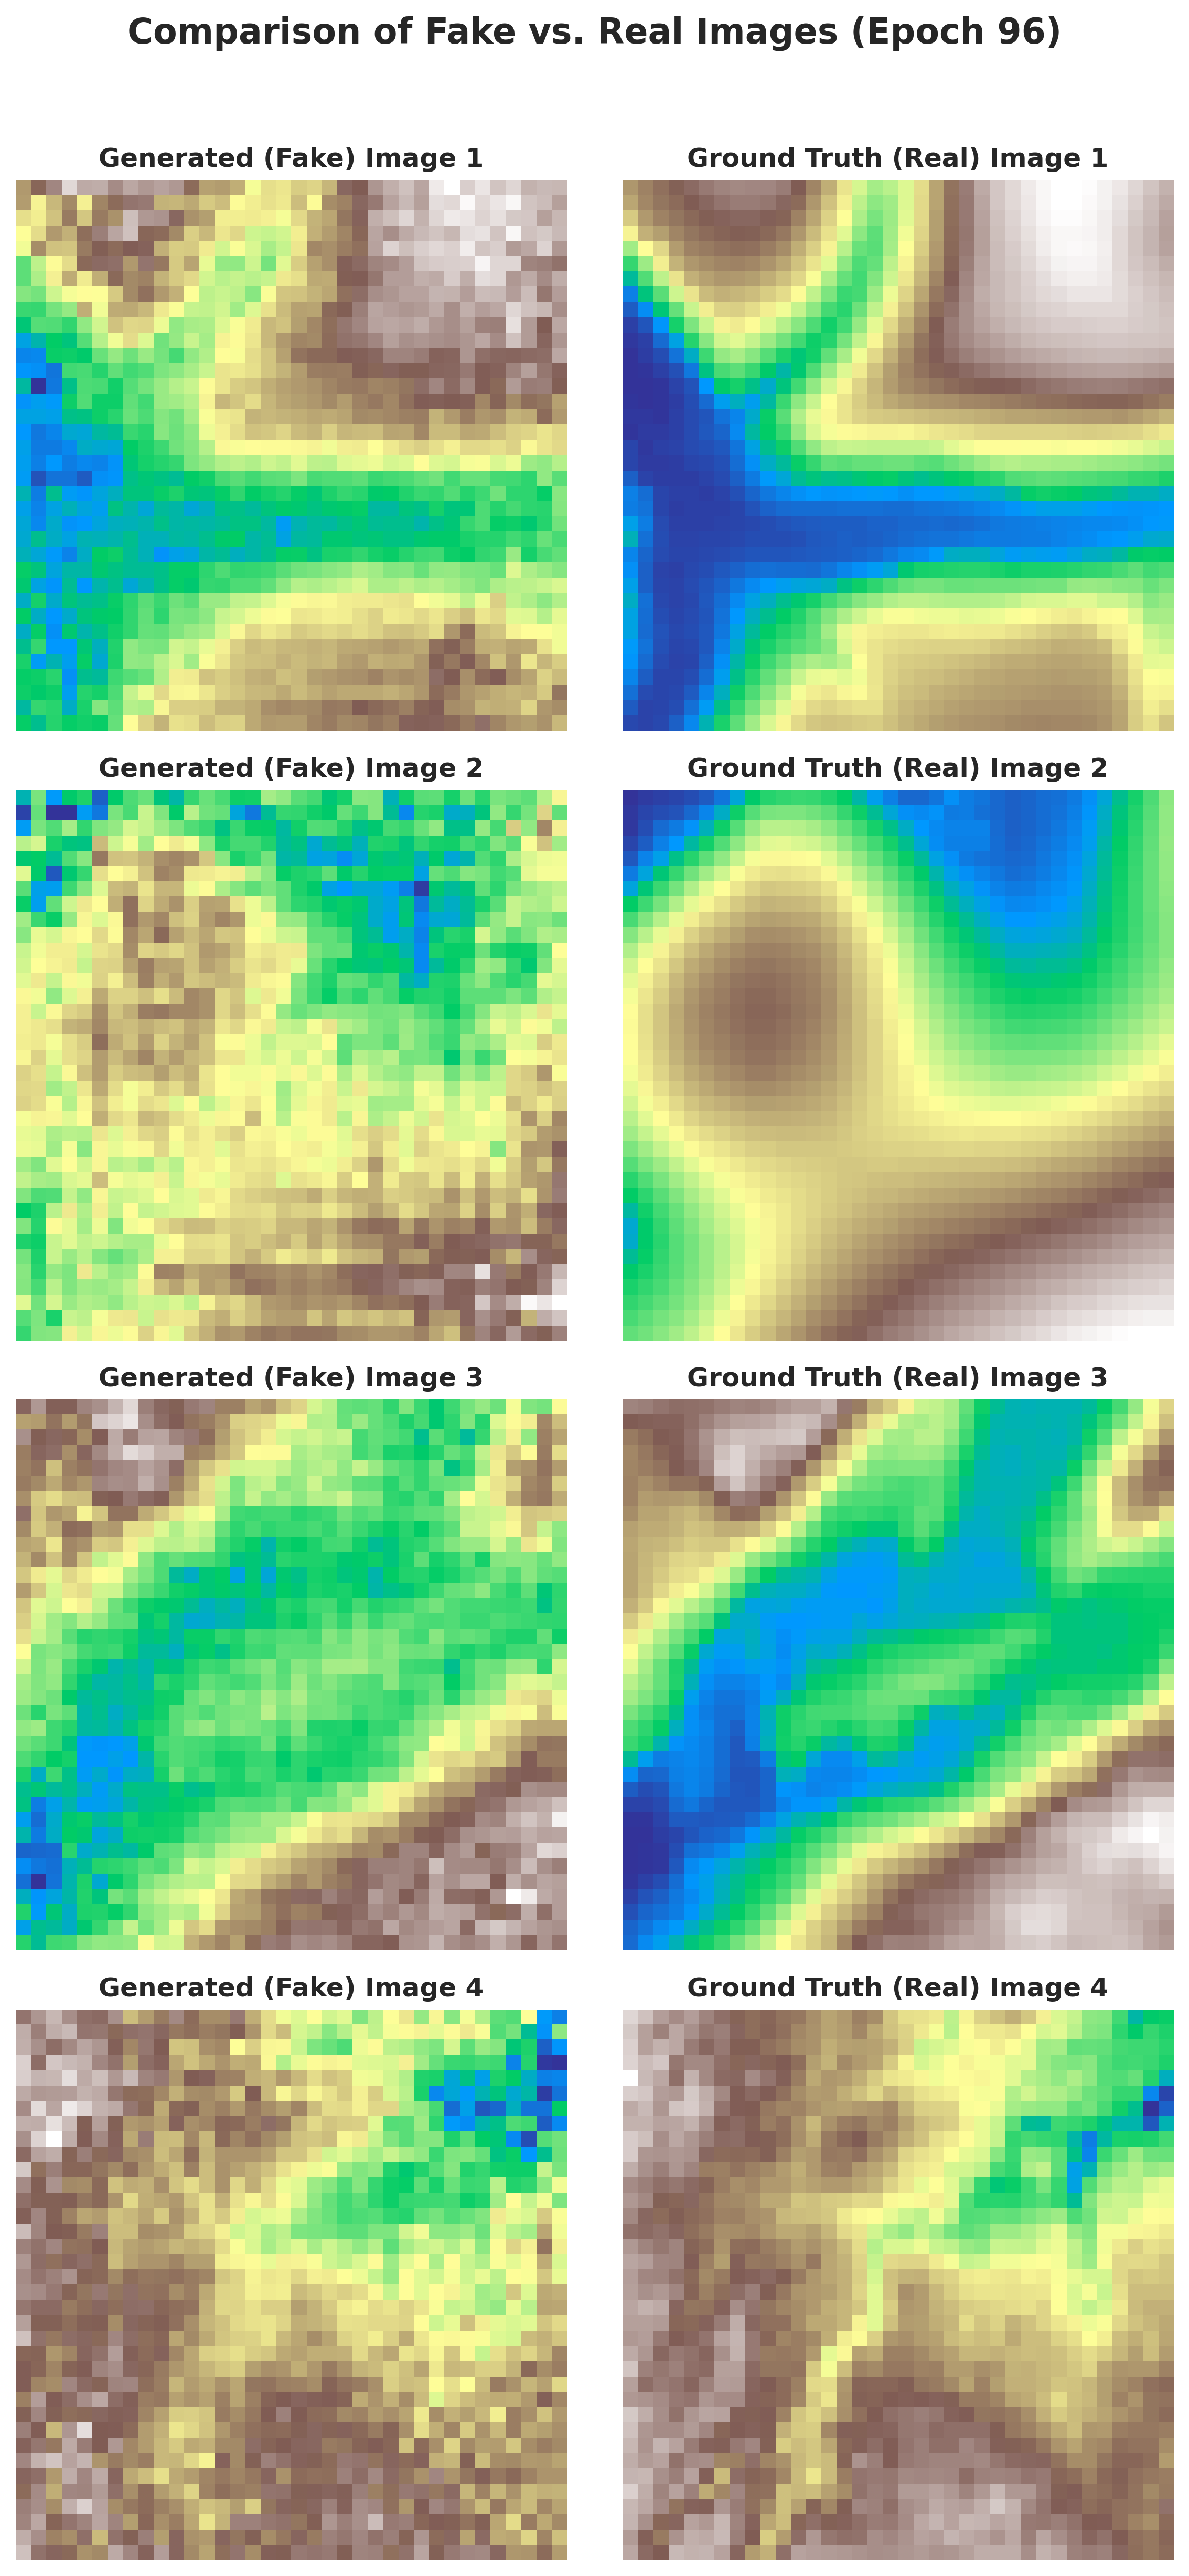 Comparison of Fake vs. Real Images (Epoch 96)
Generated (Fake) Image 1
Ground Truth (Real) Image 1
Generated (Fake) Image 2
Ground Truth (Real) Image 2
Generated (Fake) Image 3
Ground Truth (Real) Image 3
Generated (Fake) Image 4
Ground Truth (Real) Image 4